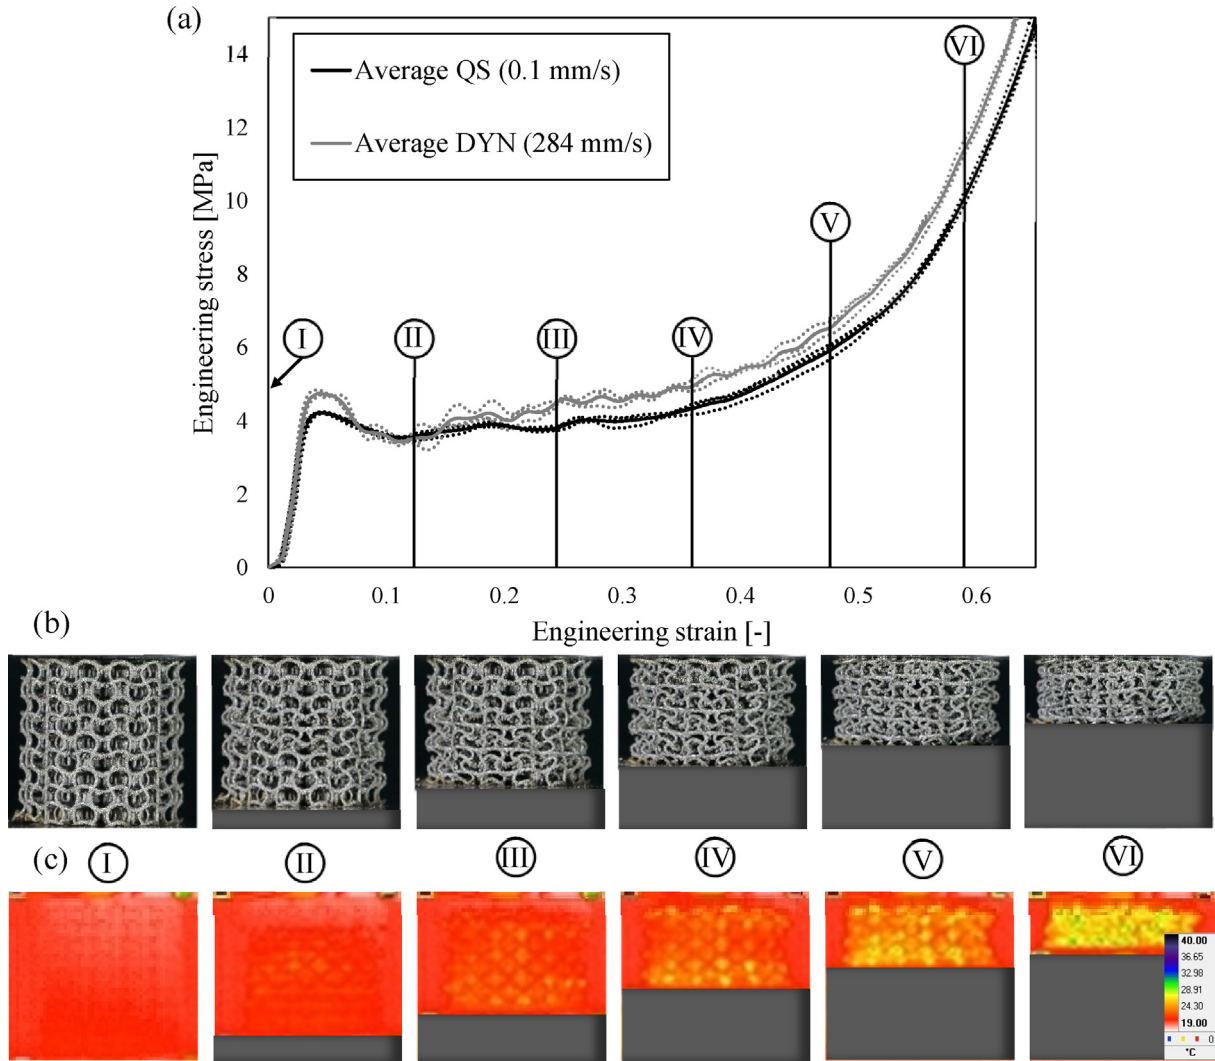 (a)
14
12
10
8
6
4
2
0
Engineering stress [MPa]
Average QS (0.1 mm/s)
Average DYN (284 mm/s)
I
II
III
IV
V
VI
0 0.1 0.2 0.3 0.4 0.5 0.6
Engineering strain [-]
(b)
(c)
I II III IV V VI
40.00
36.65
32.98
28.91
24.30
19.00
0
°C